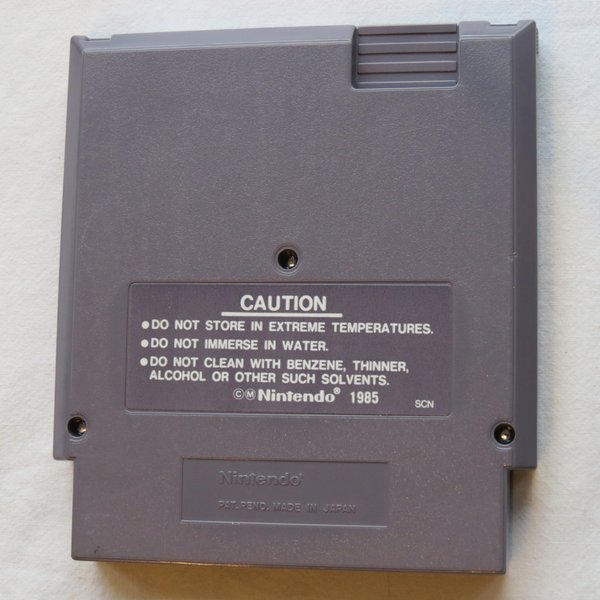 CAUTION
●DO NOT STORE IN EXTREME TEMPERATURES.
●DO NOT IMMERSE IN WATER.
●DO NOT CLEAN WITH BENZENE, THINNER,
ALCOHOL OR OTHER SUCH SOLVENTS.
©Ⓜ Nintendo® 1985
SCN
Nintendo®
PAT. PEND. MADE IN JAPAN